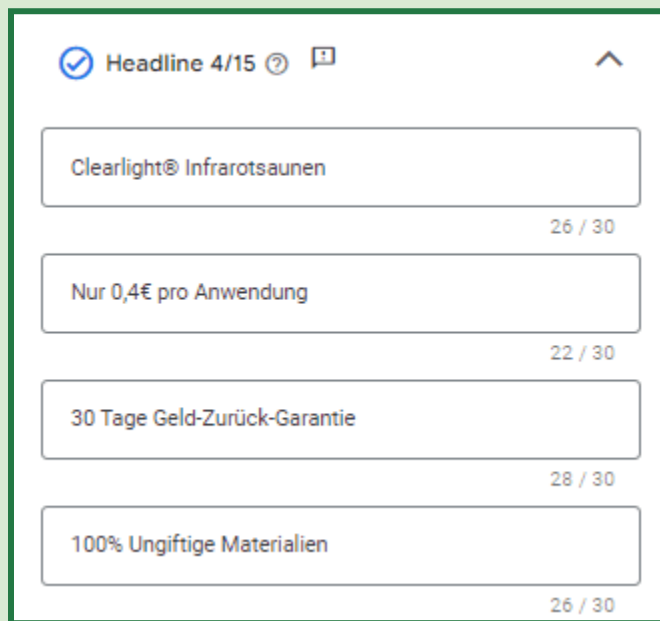 Headline 4/15
Clearlight® Infrarotsaunen
26 / 30
Nur 0,4€ pro Anwendung
22 / 30
30 Tage Geld-Zurück-Garantie
28 / 30
100% Ungiftige Materialien
26 / 30